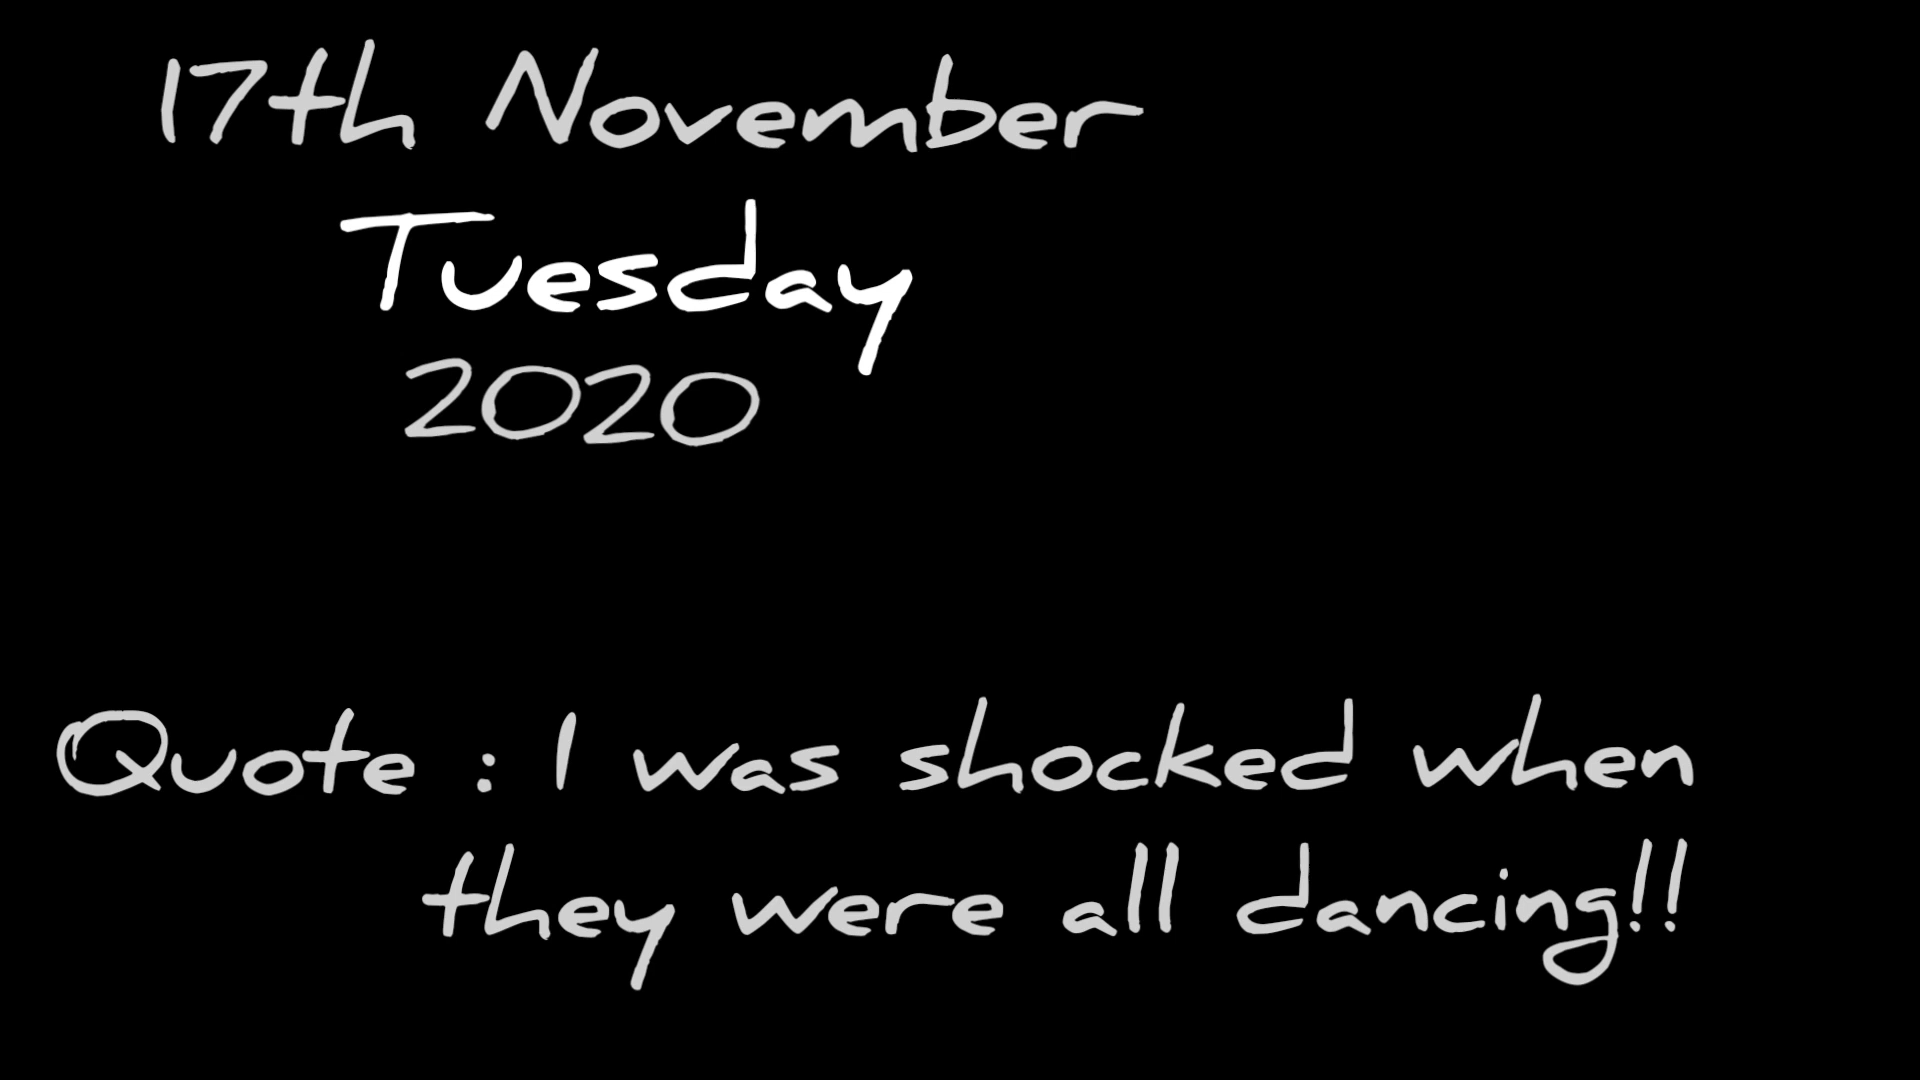 17th November
Tuesday
2020
Quote : I was shocked when
they were all dancing!!